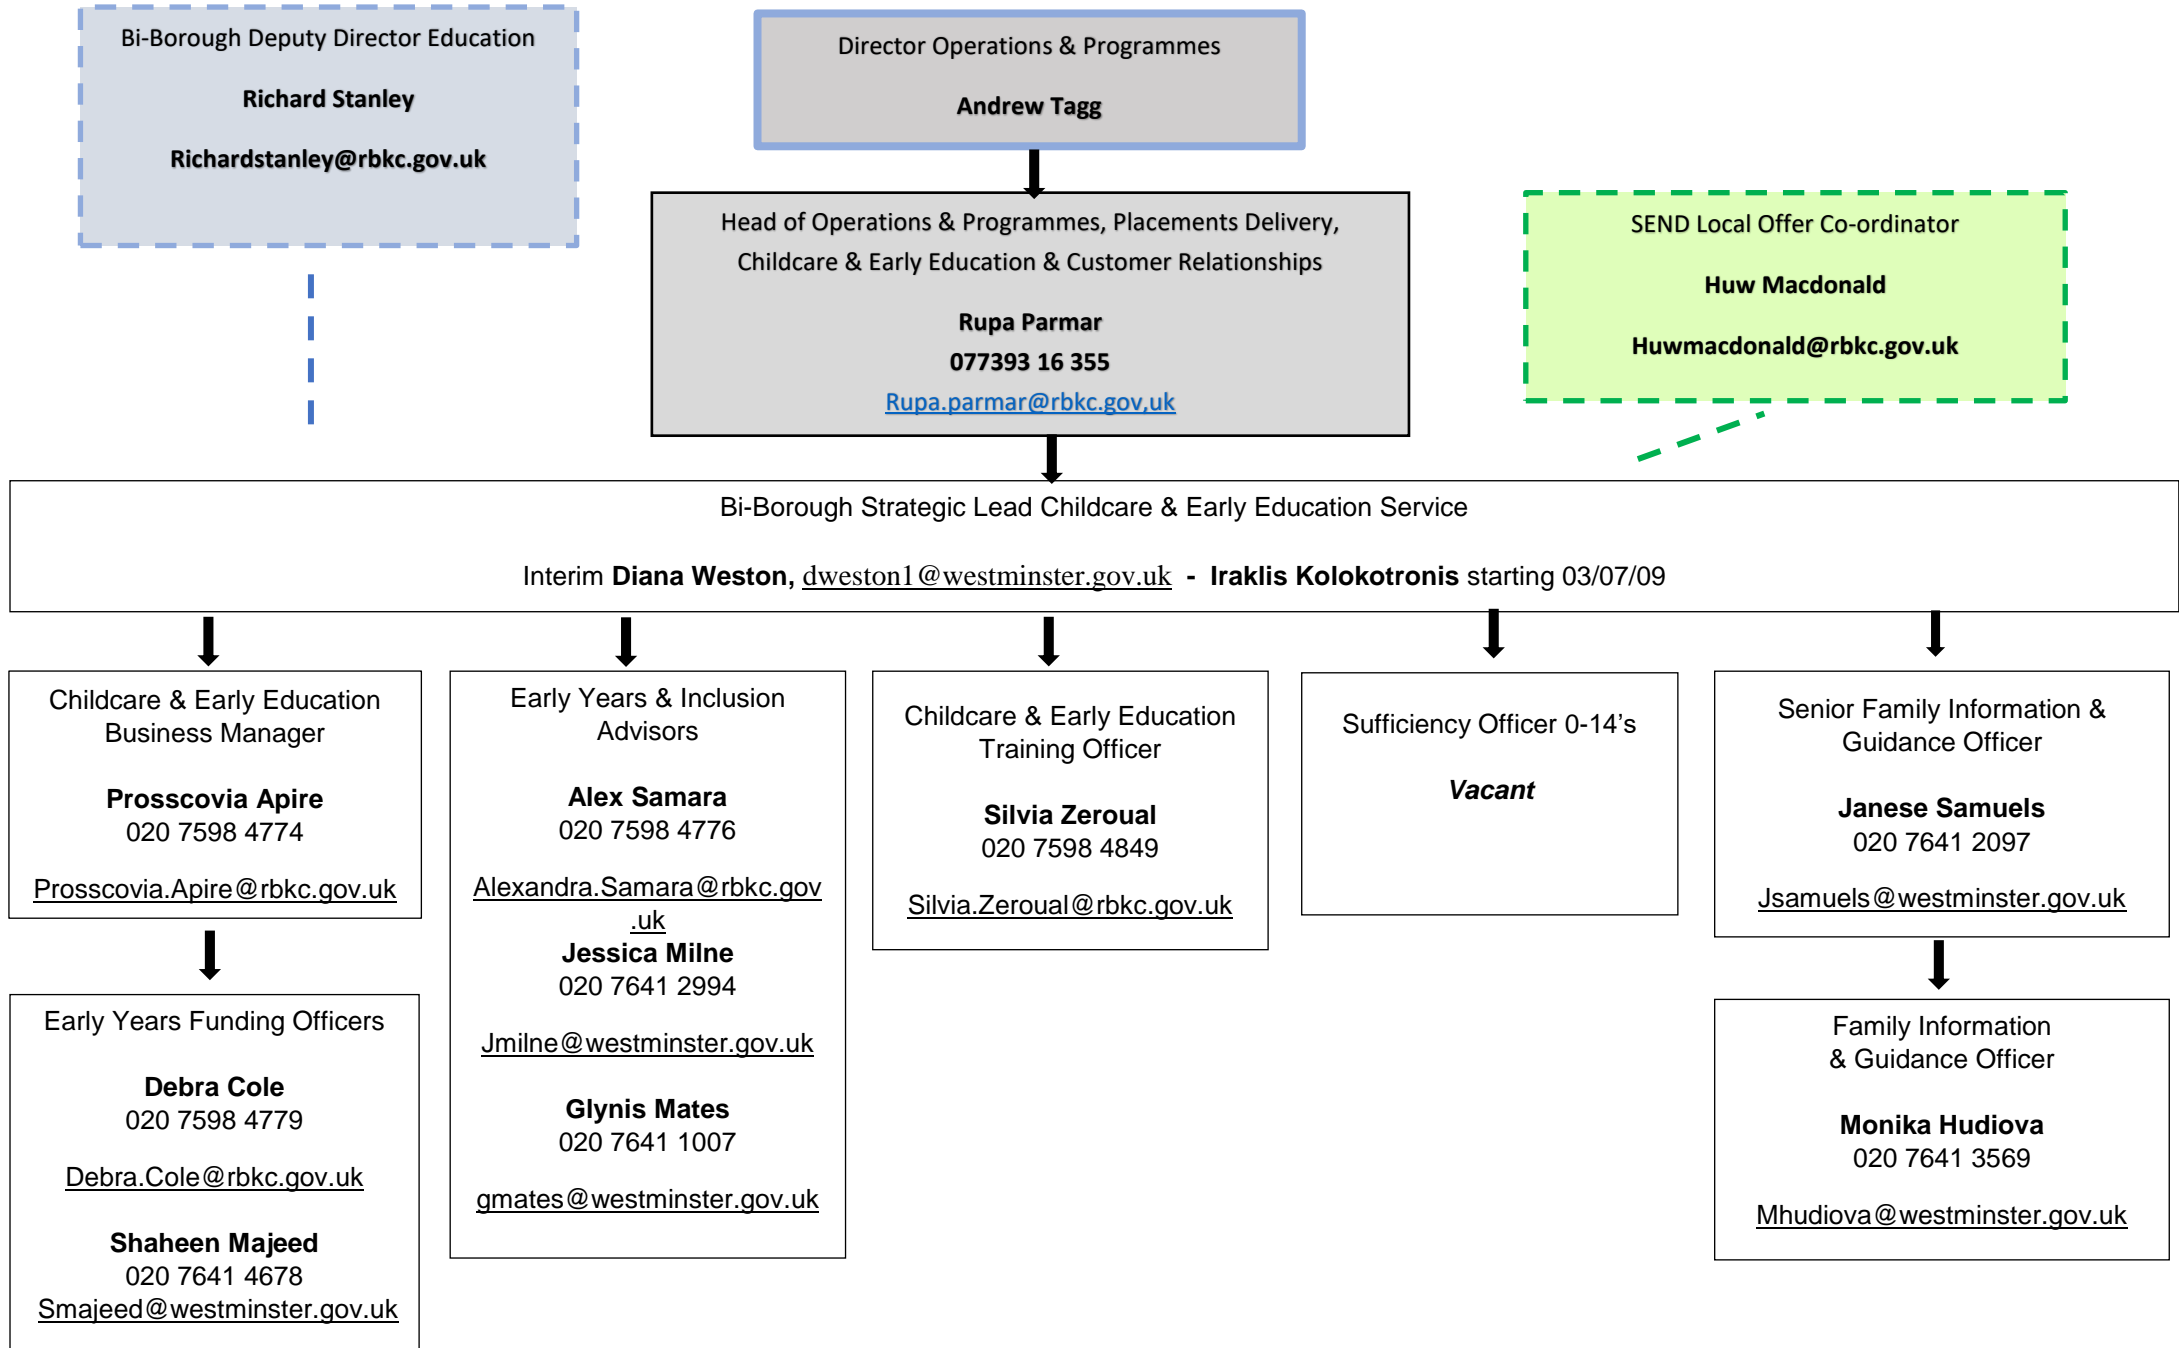 Bi-Borough Deputy Director Education
Richard Stanley
Richardstanley@rbkc.gov.uk
Director Operations & Programmes
Andrew Tagg
Head of Operations & Programmes, Placements Delivery,
Childcare & Early Education & Customer Relationships
Rupa Parmar
077393 16 355
Rupa.parmar@rbkc.gov,uk
SEND Local Offer Co-ordinator
Huw Macdonald
Huwmacdonald@rbkc.gov.uk
Bi-Borough Strategic Lead Childcare & Early Education Service
Interim Diana Weston, dweston1@westminster.gov.uk - Iraklis Kolokotronis starting 03/07/09
Childcare & Early Education
Business Manager
Prosscovia Apire
020 7598 4774
Prosscovia.Apire@rbkc.gov.uk
Early Years Funding Officers
Debra Cole
020 7598 4779
Debra.Cole@rbkc.gov.uk
Shaheen Majeed
020 7641 4678
Smajeed@westminster.gov.uk
Early Years & Inclusion
Advisors
Alex Samara
020 7598 4776
Alexandra.Samara@rbkc.gov
.uk
Jessica Milne
020 7641 2994
Jmilne@westminster.gov.uk
Glynis Mates
020 7641 1007
gmates@westminster.gov.uk
Childcare & Early Education
Training Officer
Silvia Zeroual
020 7598 4849
Silvia.Zeroual@rbkc.gov.uk
Sufficiency Officer 0-14’s
Vacant
Senior Family Information &
Guidance Officer
Janese Samuels
020 7641 2097
Jsamuels@westminster.gov.uk
Family Information
& Guidance Officer
Monika Hudiova
020 7641 3569
Mhudiova@westminster.gov.uk